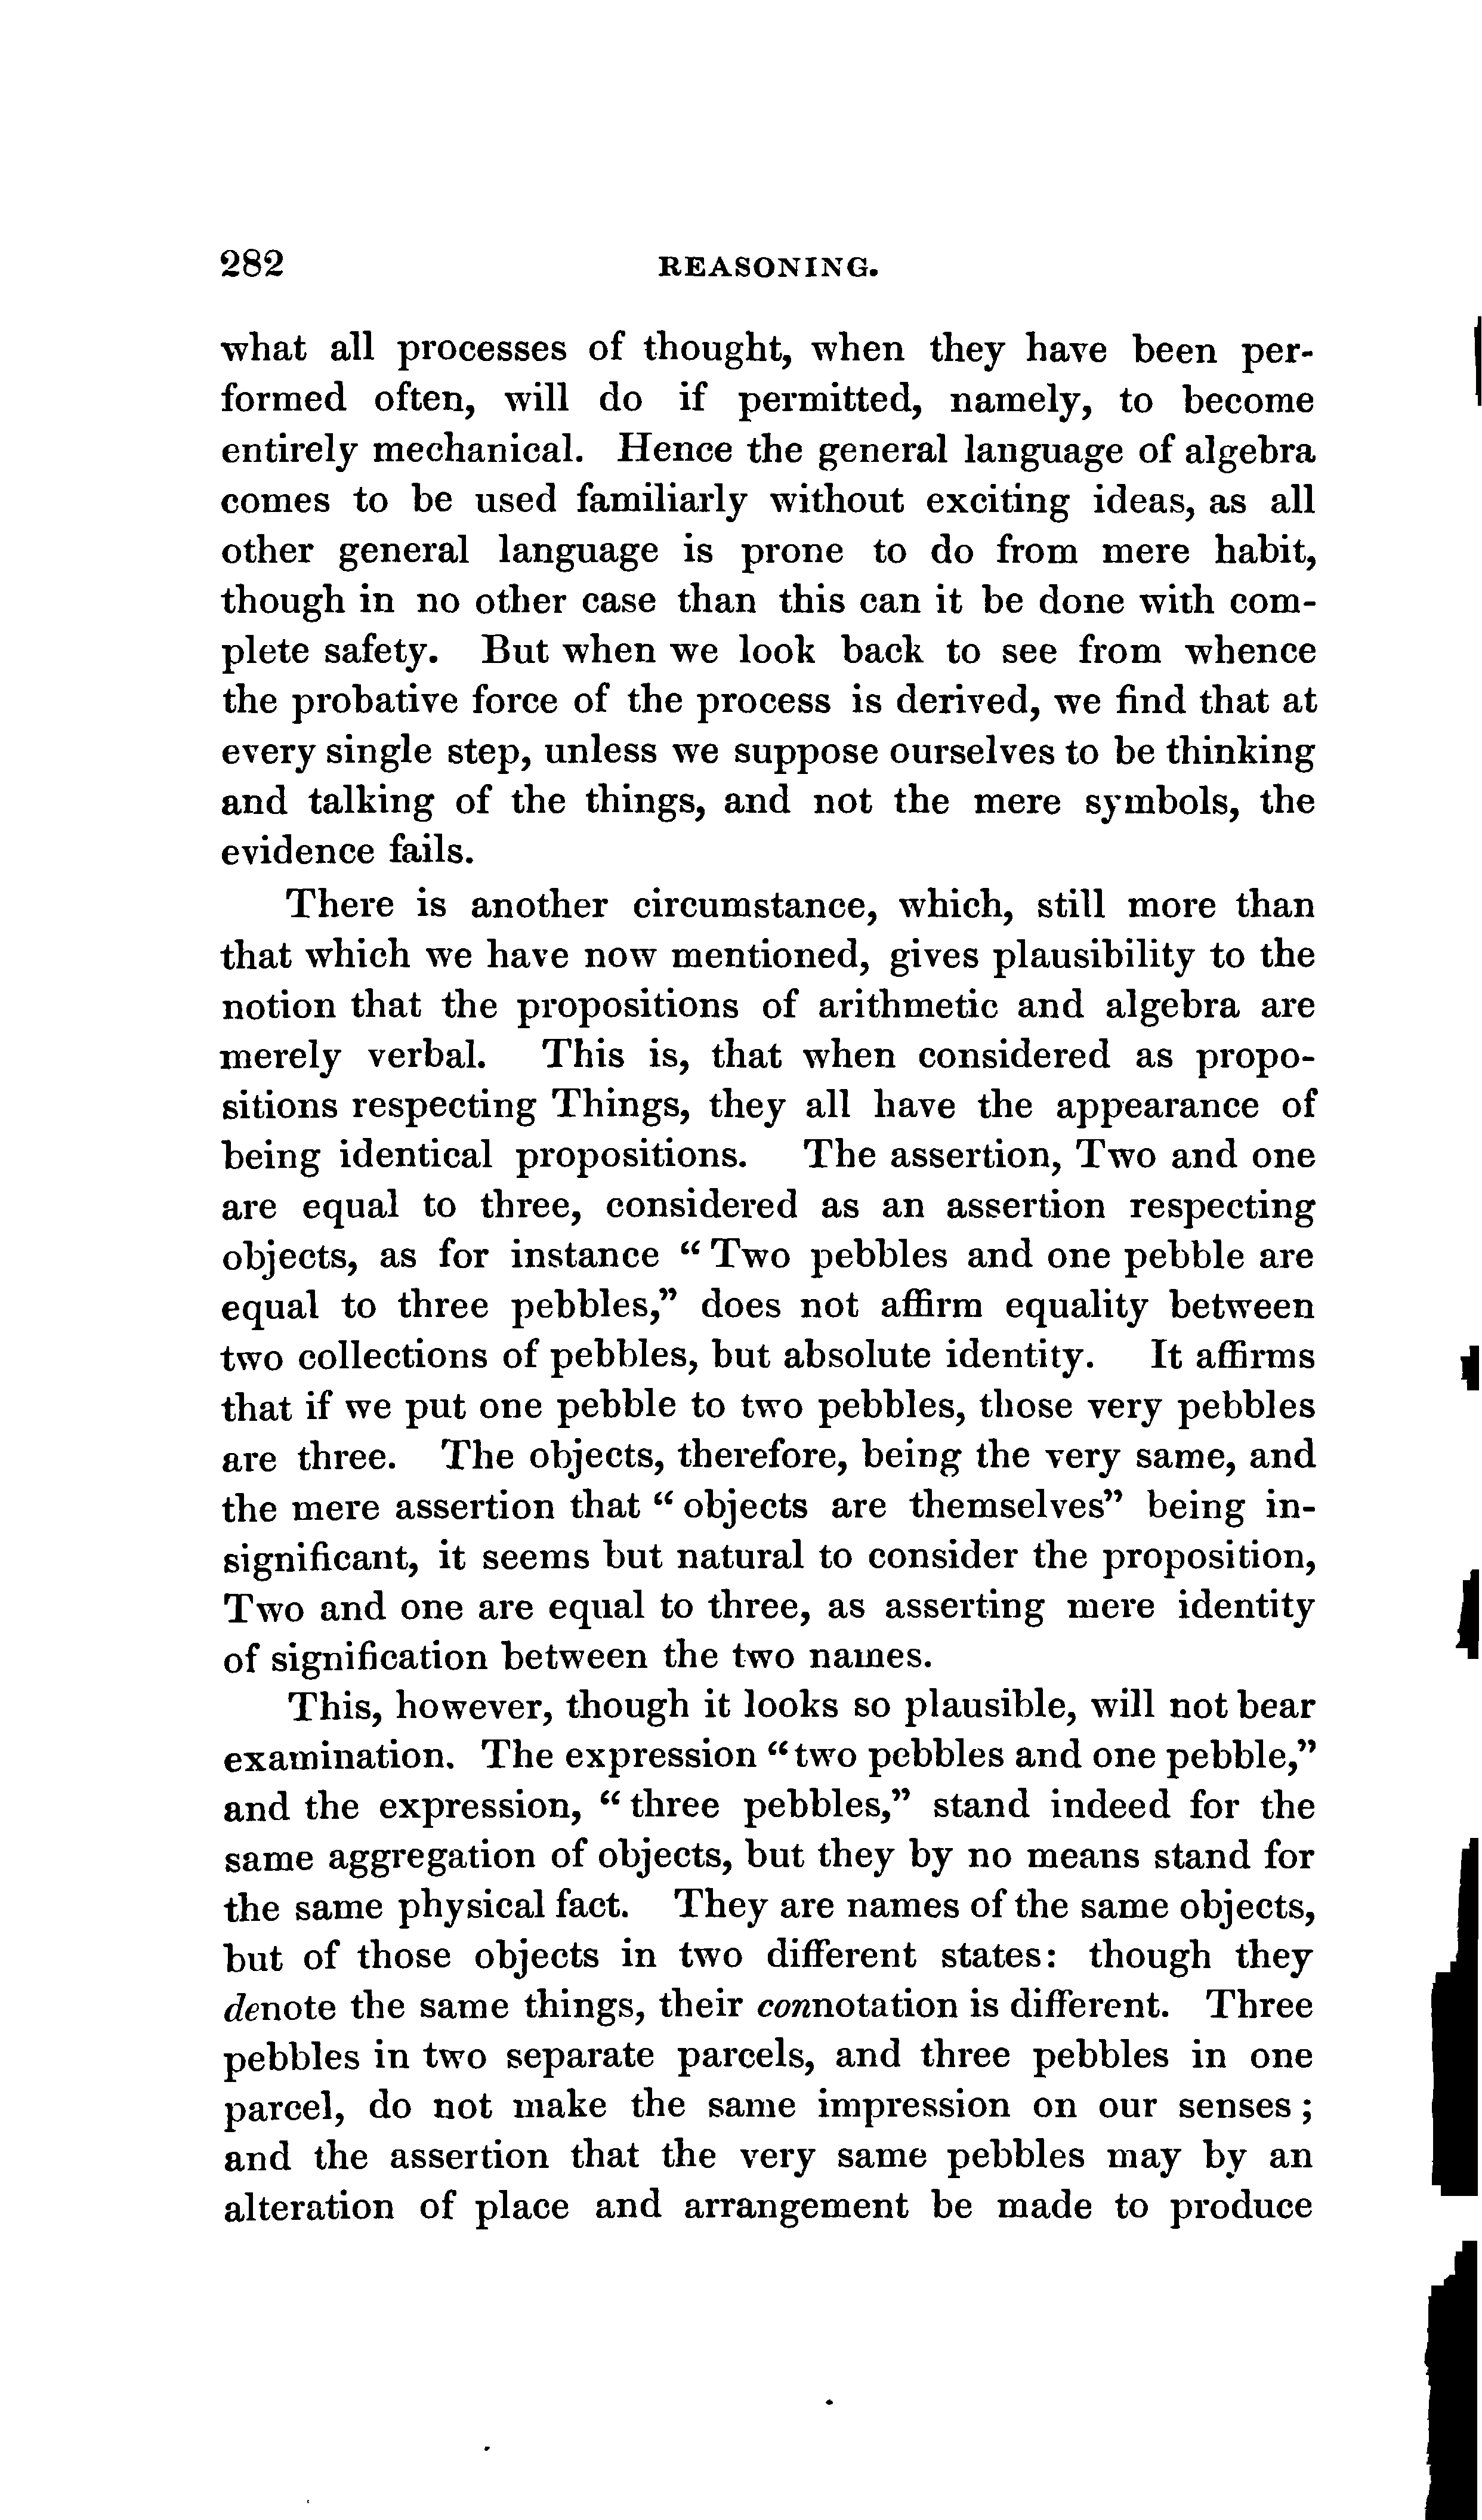 282 REASONING.
what all processes of thought, when they have been per-
formed often, will do if permitted, namely, to become
entirely mechanical. Hence the general language of algebra
comes to be used familiarly without exciting ideas, as all
other general language is prone to do from mere habit,
though in no other case than this can it be done with com-
plete safety. But when we look back to see from whence
the probative force of the process is derived, we find that at
every single step, unless we suppose ourselves to be thinking
and talking of the things, and not the mere symbols, the
evidence fails.
There is another circumstance, which, still more than
that which we have now mentioned, gives plausibility to the
notion that the propositions of arithmetic and algebra are
merely verbal. This is, that when considered as propo-
sitions respecting Things, they all have the appearance of
being identical propositions. The assertion, Two and one
are equal to three, considered as an assertion respecting
objects, as for instance “Two pebbles and one pebble are
equal to three pebbles,” does not affirm equality between
two collections of pebbles, but absolute identity. It affirms
that if we put one pebble to two pebbles, those very pebbles
are three. The objects, therefore, being the very same, and
the mere assertion that “objects are themselves” being in-
significant, it seems but natural to consider the proposition,
Two and one are equal to three, as asserting mere identity
of signification between the two names.
This, however, though it looks so plausible, will not bear
examination. The expression “two pebbles and one pebble,”
and the expression, “three pebbles,” stand indeed for the
same aggregation of objects, but they by no means stand for
the same physical fact. They are names of the same objects,
but of those objects in two different states: though they
denote the same things, their connotation is different. Three
pebbles in two separate parcels, and three pebbles in one
parcel, do not make the same impression on our senses;
and the assertion that the very same pebbles may by an
alteration of place and arrangement be made to produce